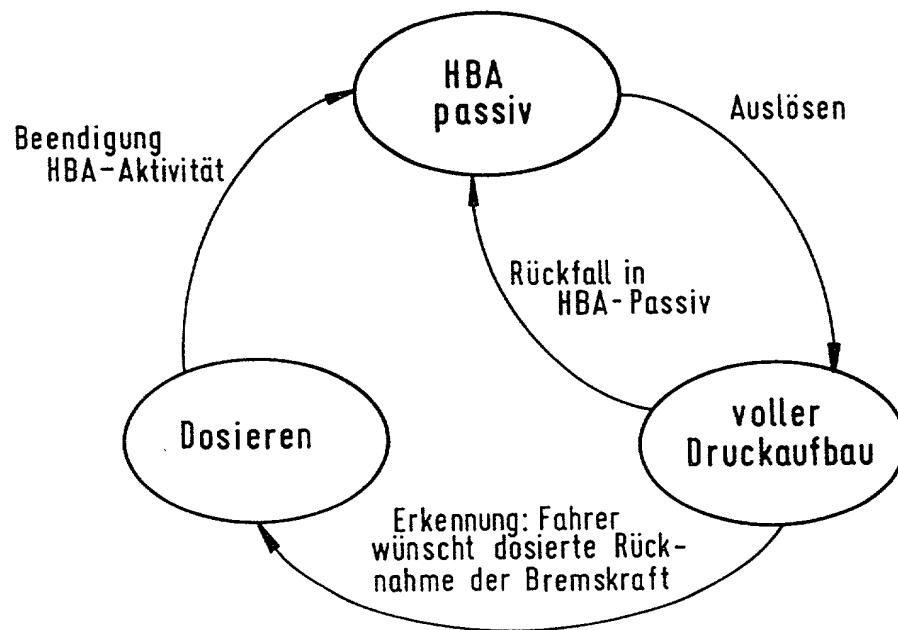 HBA
passiv
Auslösen
Beendigung
HBA-Aktivität
Rückfall in
HBA-Passiv
Dosieren
voller
Druckaufbau
Erkennung: Fahrer
wünscht dosierte Rück-
nahme der Bremskraft